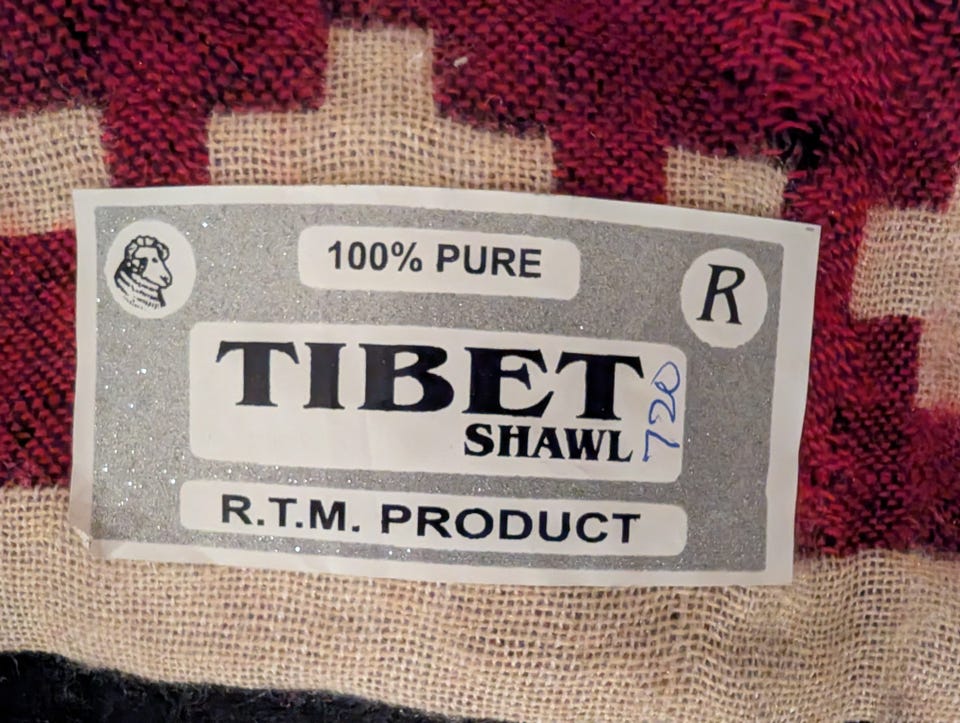 100% PURE
R
TIBET
SHAWL
720
R.T.M. PRODUCT